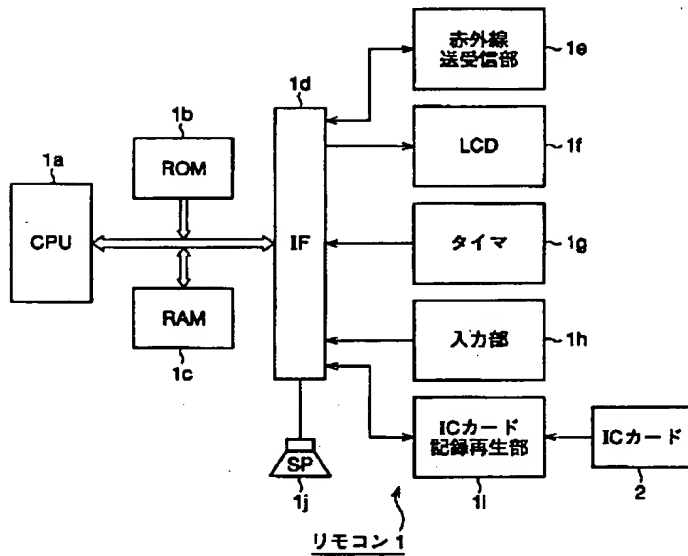 赤外線
送受信部
1e
1d
1b
ROM
LCD
1f
1a
CPU
IF
タイマ
1g
RAM
1c
入力部
1h
ICカード
記録再生部
1i
ICカード
2
SP
1j
リモコン 1